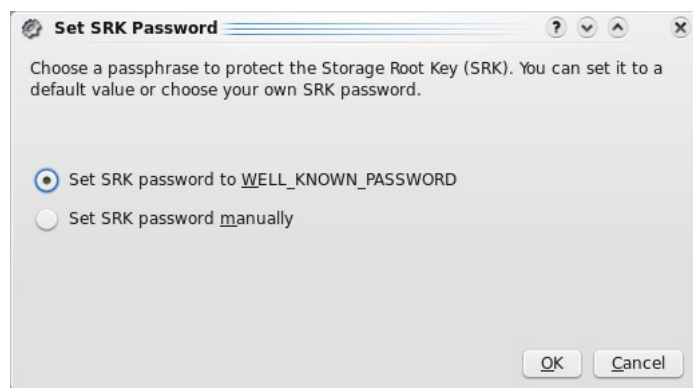 Set SRK Password
Choose a passphrase to protect the Storage Root Key (SRK). You can set it to a
default value or choose your own SRK password.
Set SRK password to WELL_KNOWN_PASSWORD
Set SRK password manually
OK Cancel